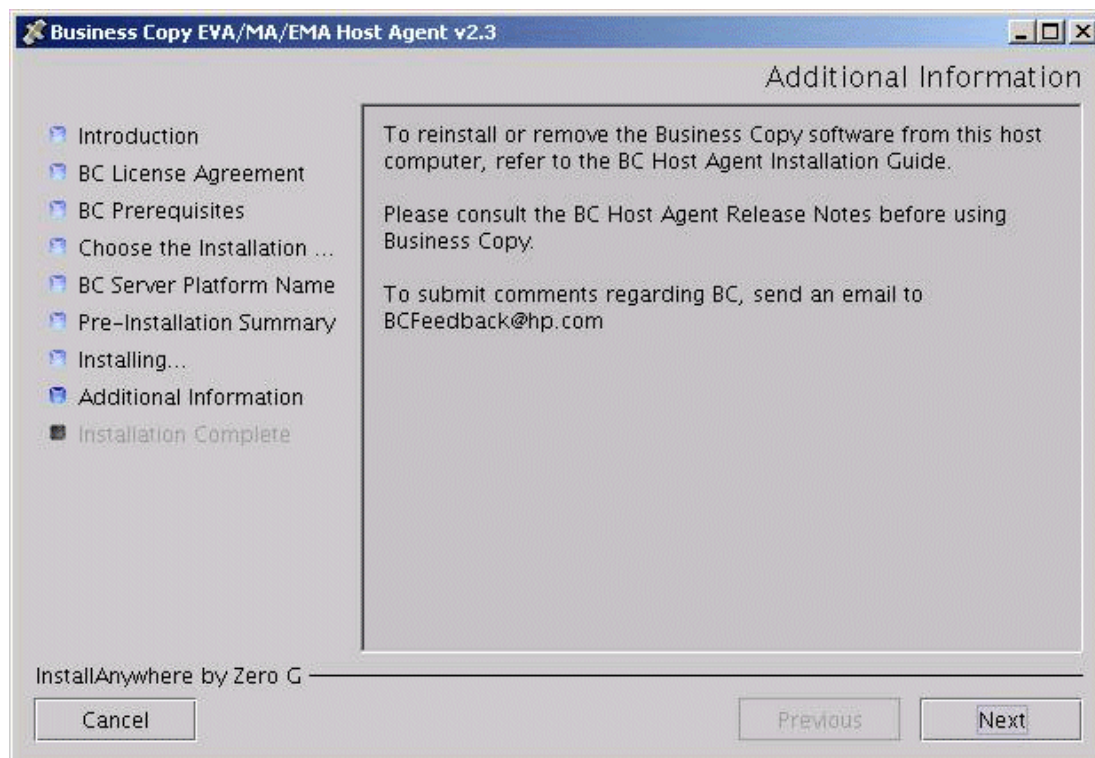 Business Copy EVA/MA/EMA Host Agent v2.3
Additional Information
Introduction
BC License Agreement
BC Prerequisites
Choose the Installation ...
BC Server Platform Name
Pre-Installation Summary
Installing...
Additional Information
Installation Complete
To reinstall or remove the Business Copy software from this host
computer, refer to the BC Host Agent Installation Guide.
Please consult the BC Host Agent Release Notes before using
Business Copy.
To submit comments regarding BC, send an email to
BCFeedback@hp.com
InstallAnywhere by Zero G
Cancel
Previous
Next